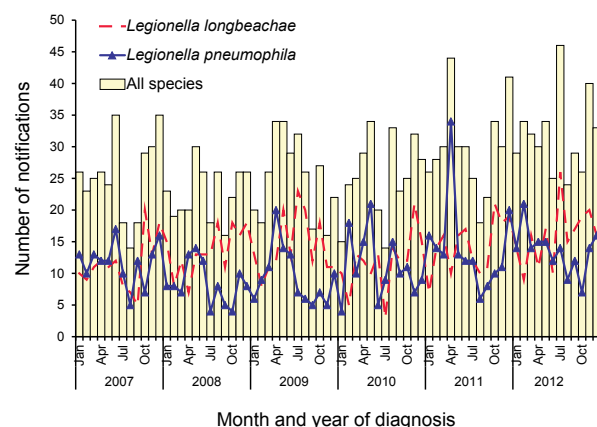 50
45
40
35
30
25
20
15
10
5
0
Number of notifications
Legionella longbeachae
Legionella pneumophila
All species
Jan Apr Jul Oct Jan Apr Jul Oct Jan Apr Jul Oct Jan Apr Jul Oct Jan Apr Jul Oct Jan Apr Jul Oct
2007 2008 2009 2010 2011 2012
Month and year of diagnosis